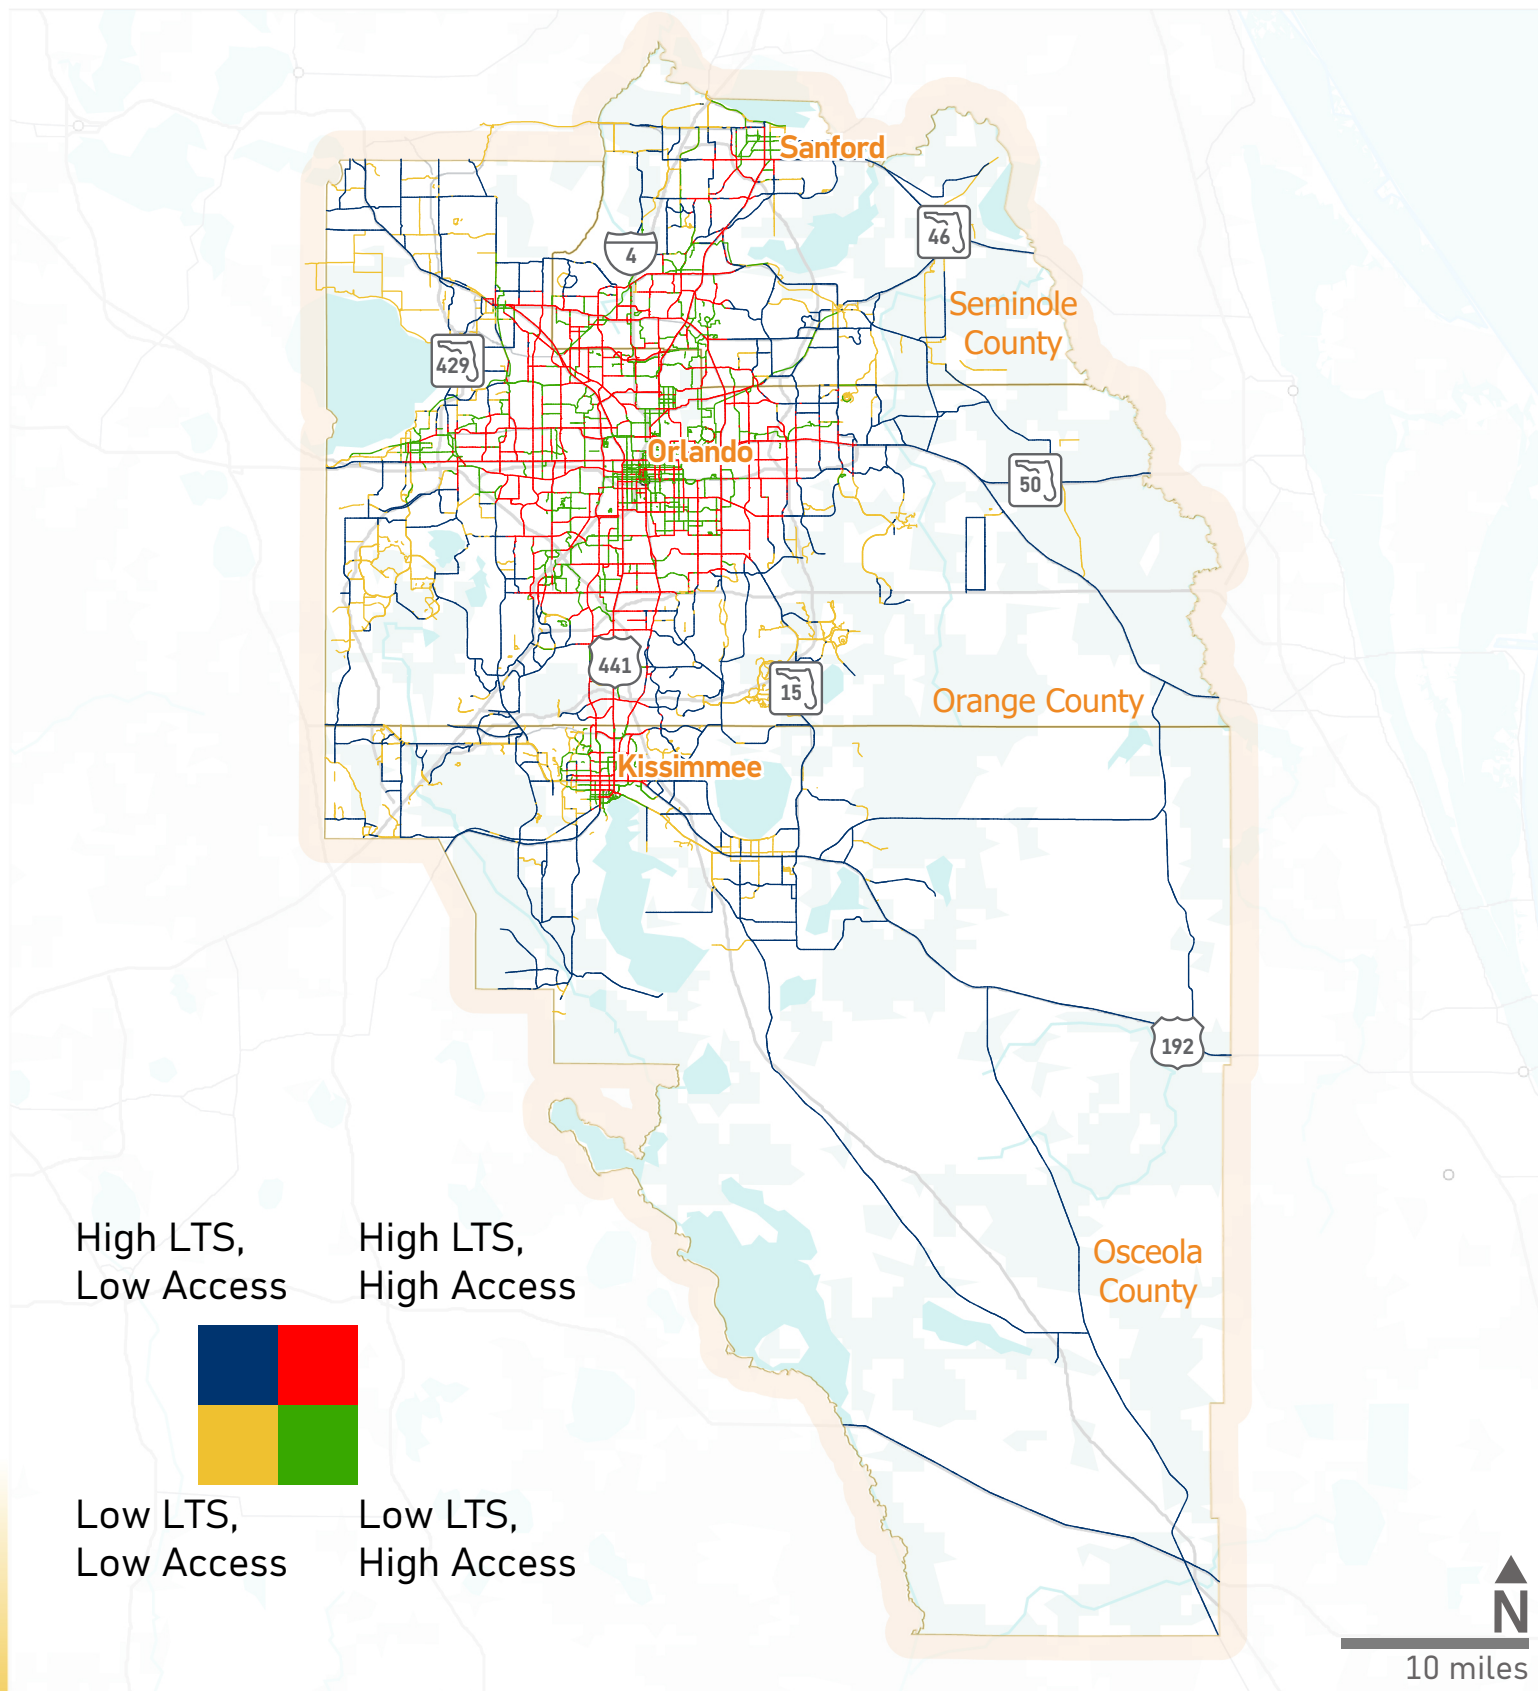 Sanford
46
4
Seminole
County
429
Orlando
50
441
15
Orange County
Kissimmee
192
High LTS,
Low Access
High LTS,
High Access
Osceola
County
Low LTS,
Low Access
Low LTS,
High Access
N
10 miles